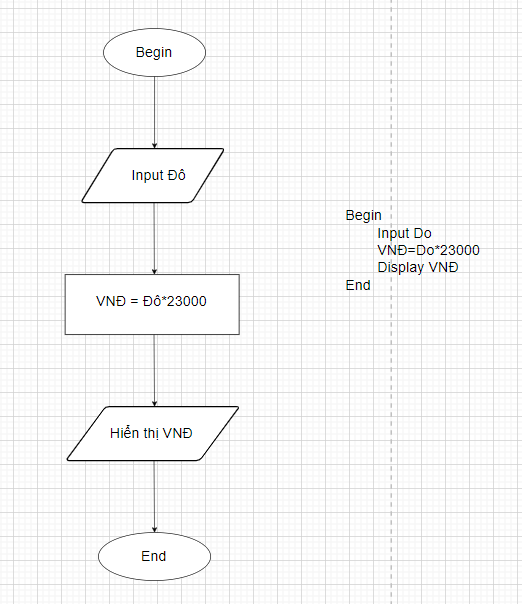 Begin
Input Đô
VNĐ = Đô*23000
Hiển thị VNĐ
End
Begin
Input Do
VNĐ=Do*23000
Display VNĐ
End